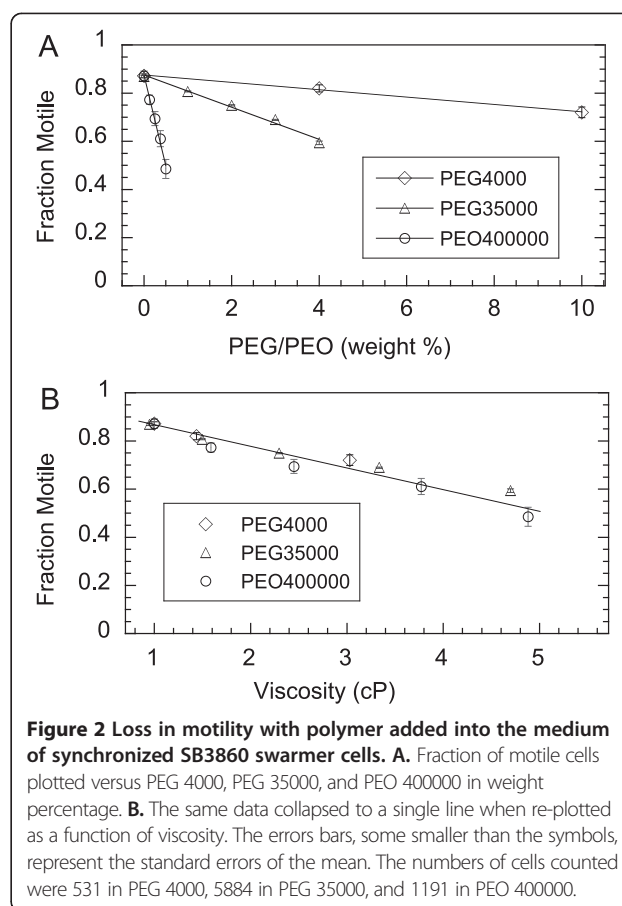 A
1
0.8
0.6
0.4
0.2
0
Fraction Motile
PEG4000
PEG35000
PEO400000
0 2 4 6 8 10
PEG/PEO (weight %)
B
1
0.8
0.6
0.4
0.2
0
Fraction Motile
PEG4000
PEG35000
PEO400000
1 2 3 4 5
Viscosity (cP)
Figure 2 Loss in motility with polymer added into the medium
of synchronized SB3860 swarmer cells. A. Fraction of motile cells
plotted versus PEG 4000, PEG 35000, and PEO 400000 in weight
percentage. B. The same data collapsed to a single line when re-plotted
as a function of viscosity. The errors bars, some smaller than the symbols,
represent the standard errors of the mean. The numbers of cells counted
were 531 in PEG 4000, 5884 in PEG 35000, and 1191 in PEO 400000.